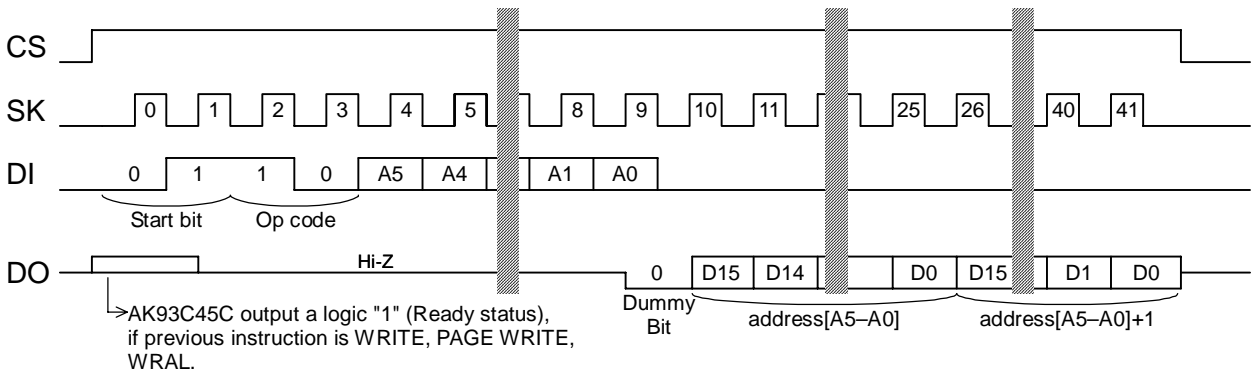 CS
SK 0 1 2 3 4 5 8 9 10 11 25 26 40 41
DI 0 1 1 0 A5 A4 A1 A0
Start bit Op code
DO Hi-Z 0 D15 D14 D0 D15 D1 D0
Dummy
Bit
address[A5–A0] address[A5–A0]+1
AK93C45C output a logic "1" (Ready status),
if previous instruction is WRITE, PAGE WRITE,
WRAL.